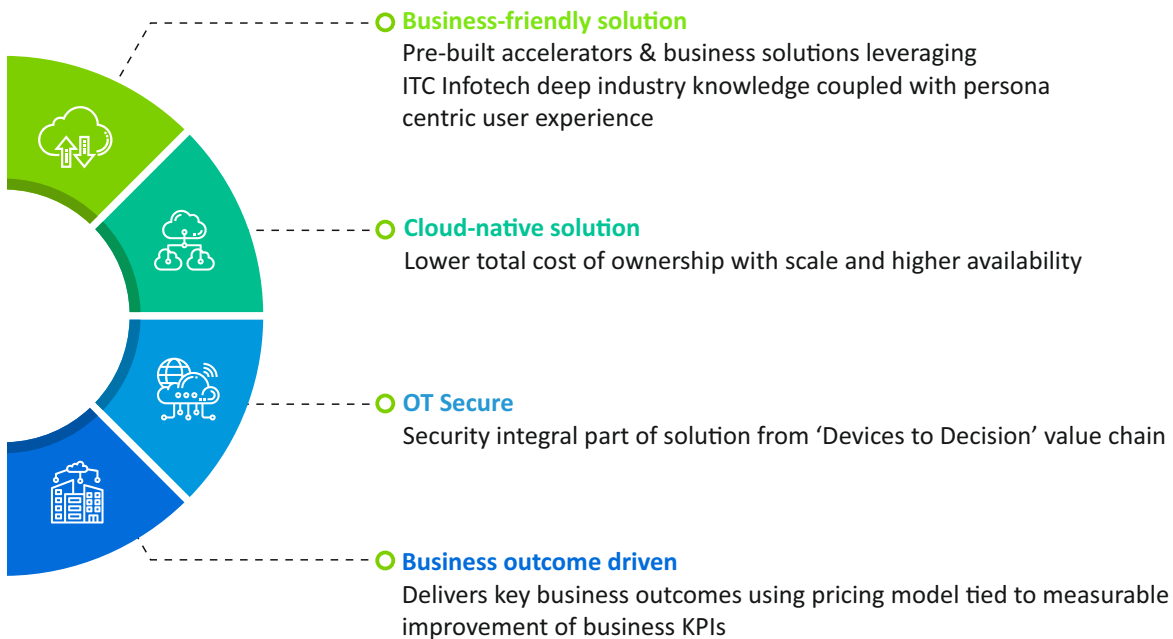 Business-friendly solution
Pre-built accelerators & business solutions leveraging
ITC Infotech deep industry knowledge coupled with persona
centric user experience
Cloud-native solution
Lower total cost of ownership with scale and higher availability
OT Secure
Security integral part of solution from ‘Devices to Decision’ value chain
Business outcome driven
Delivers key business outcomes using pricing model tied to measurable
improvement of business KPIs